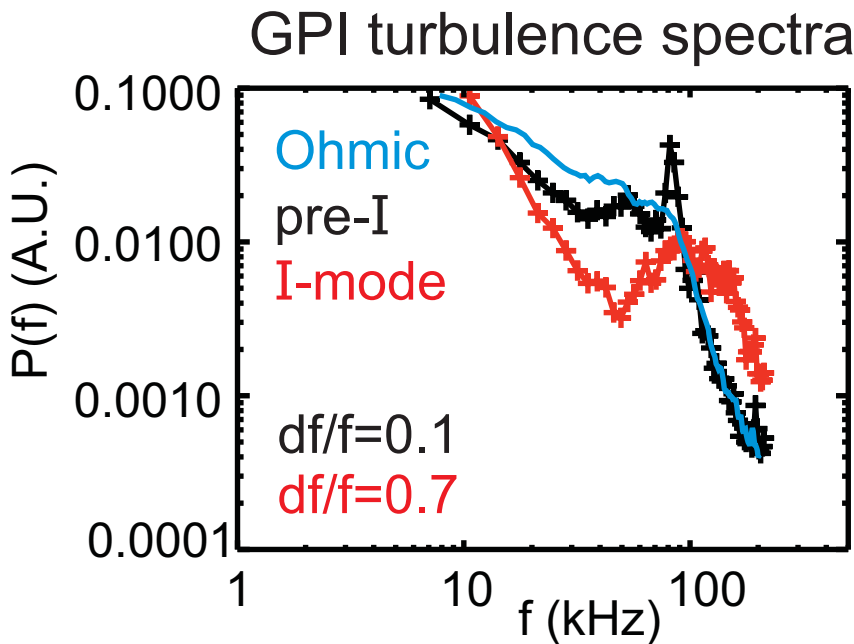 GPI turbulence spectra
P(f) (A.U.)
0.1000
0.0100
0.0010
0.0001
Ohmic
pre-I
I-mode
df/f=0.1
df/f=0.7
1
10
100
f (kHz)